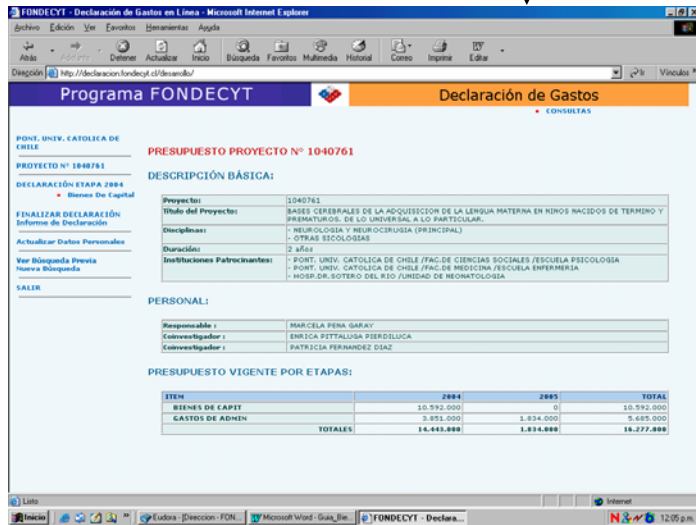 FONDECYT - Declaración de Gastos en Línea - Microsoft Internet Explorer
Archivo Edición Ver Favoritos Herramientas Ayuda
Atrás Adelante Detener Actualizar Inicio Búsqueda Favoritos Multimedia Historial Correo Imprimir Editar
Dirección http://declaracion.fondecyt.cl/desarrollo/ Ir Vínculos
Programa FONDECYT Declaración de Gastos
CONSULTAS
PONT. UNIV. CATOLICA DE CHILE
PROYECTO Nº 1040761
DECLARACIÓN ETAPA 2004
Bienes De Capital
FINALIZAR DECLARACIÓN
Informe de Declaración
Actualizar Datos Personales
Ver Búsqueda Previa
Nueva Búsqueda
SALIR
PRESUPUESTO PROYECTO Nº 1040761
DESCRIPCIÓN BÁSICA:
Proyecto: 1040761
Título del Proyecto: BASES CEREBRALES DE LA ADQUISICION DE LA LENGUA MATERNA EN NINOS NACIDOS DE TERMINO Y
PREMATUROS. DE LO UNIVERSAL A LO PARTICULAR.
Disciplinas: - NEUROLOGIA Y NEUROCIRUGIA (PRINCIPAL)
- OTRAS SICOLOGIAS
Duración: 2 años
Instituciones Patrocinantes: - PONT. UNIV. CATOLICA DE CHILE /FAC.DE CIENCIAS SOCIALES /ESCUELA PSICOLOGIA
- PONT. UNIV. CATOLICA DE CHILE /FAC.DE MEDICINA /ESCUELA ENFERMERIA
- HOSP.DR.SOTERO DEL RIO /UNIDAD DE NEONATOLOGIA
PERSONAL:
Responsable : MARCELA PENA GARAY
Coinvestigador : ENRICA PITTALUGA PIERDILUCA
Coinvestigador : PATRICIA FERNANDEZ DIAZ
PRESUPUESTO VIGENTE POR ETAPAS:
ITEM 2004 2005 TOTAL
BIENES DE CAPIT 10.592.000 0 10.592.000
GASTOS DE ADMIN 3.851.000 1.834.000 5.685.000
TOTALES 14.443.000 1.834.000 16.277.000
Listo Internet
Inicio Eudora - [Direccion - FON... Microsoft Word - Guia_Bie... FONDECYT - Declara... 12:05 p.m.